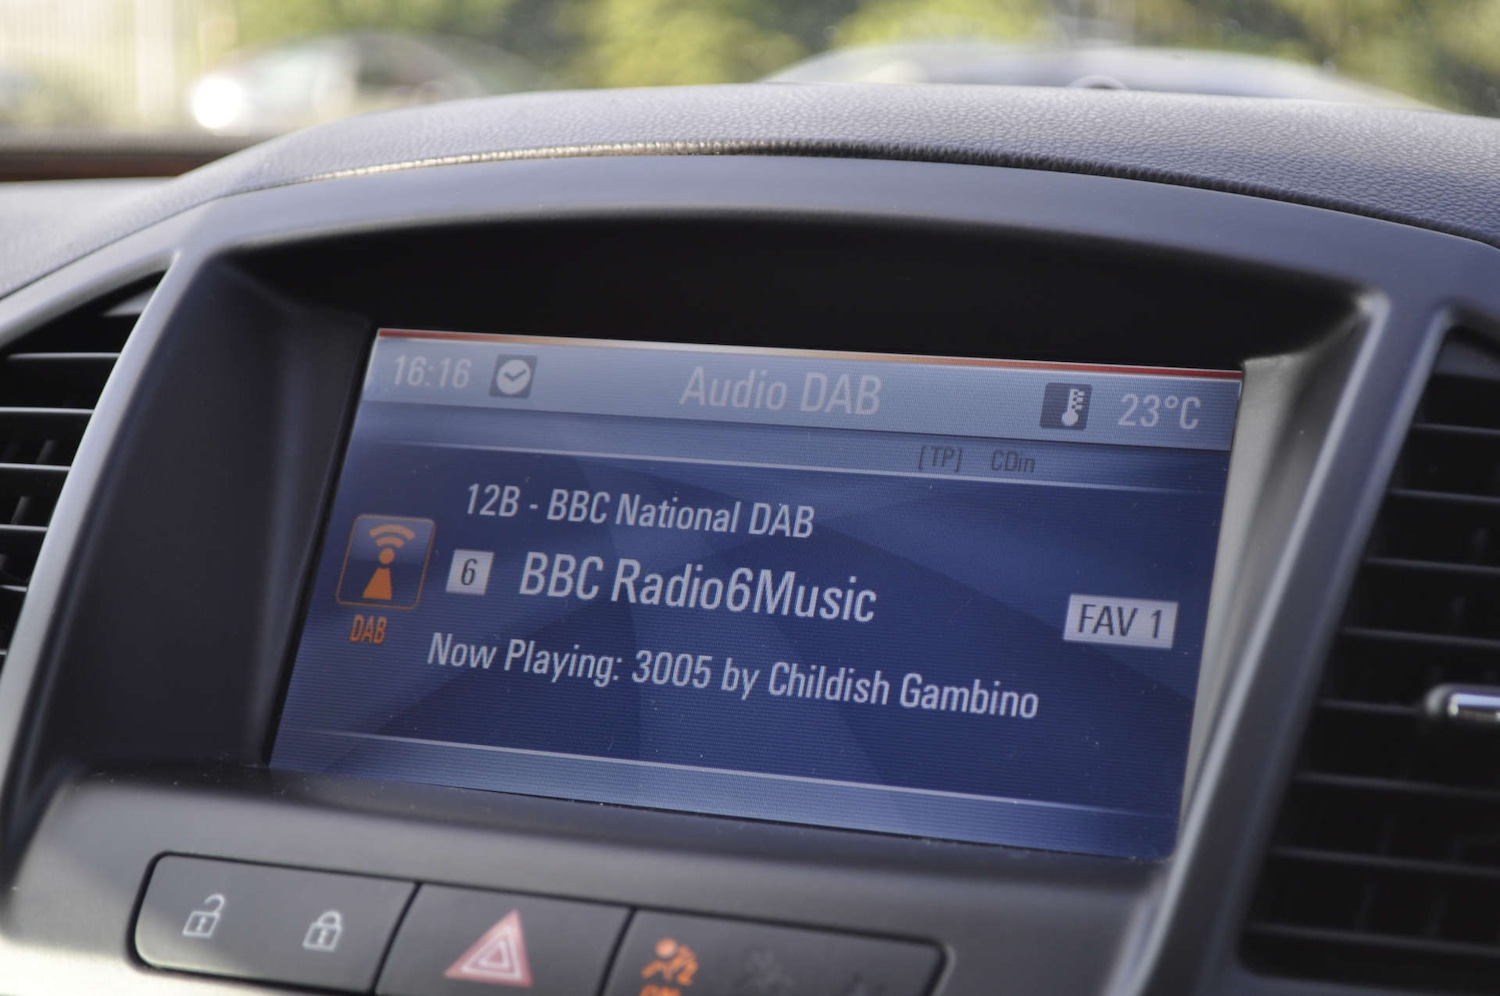 16:16 Audio DAB 23°C
[TP] CDin
12B - BBC National DAB
6 BBC Radio6Music FAV 1
DAB
Now Playing: 3005 by Childish Gambino
2